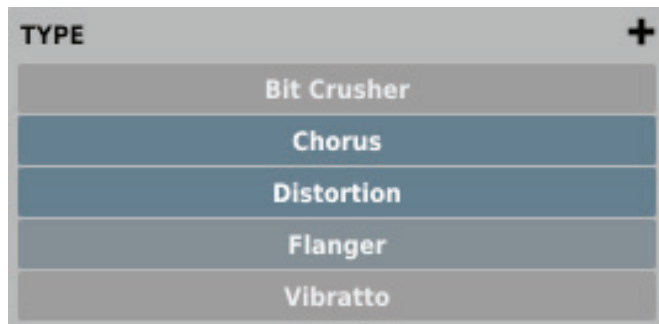 TYPE +
Bit Crusher
Chorus
Distortion
Flanger
Vibratto